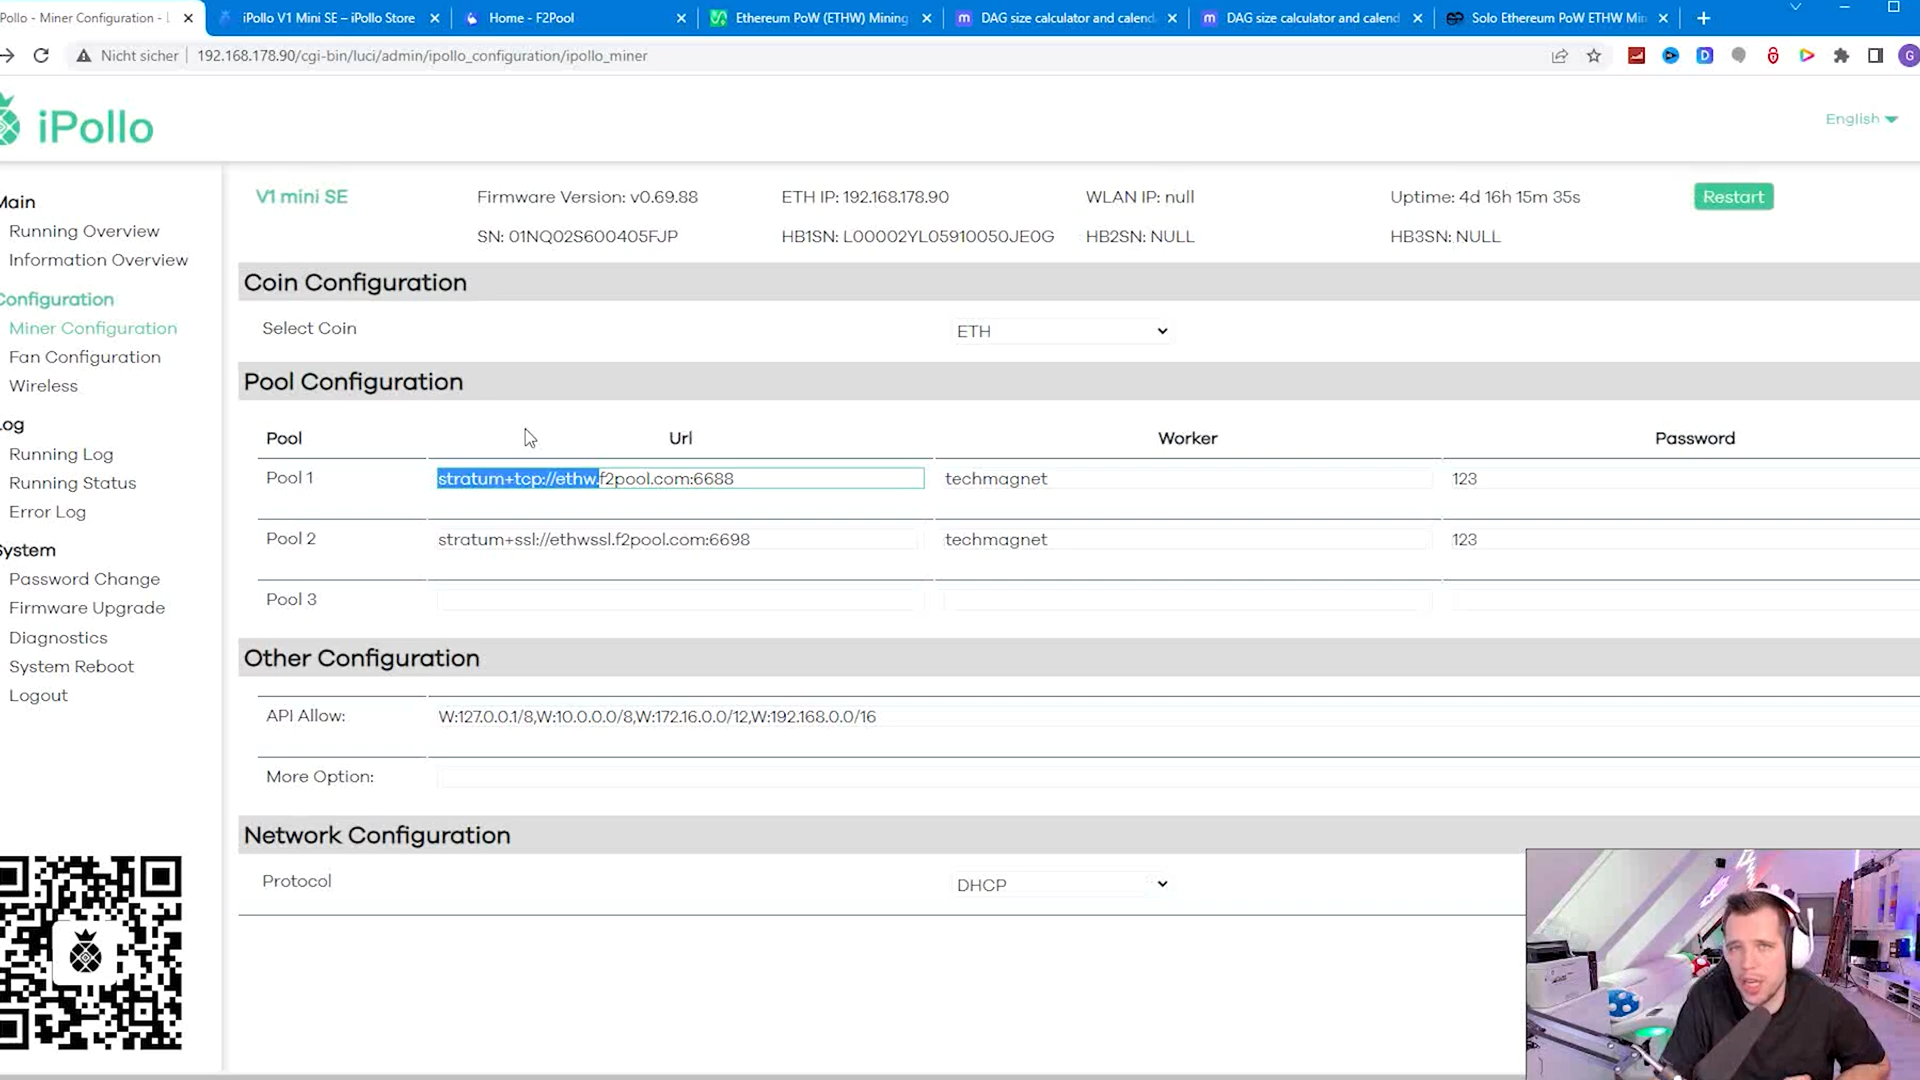 Pollo - Miner Configuration - L
iPollo V1 Mini SE – iPollo Store
Home - F2Pool
Ethereum PoW (ETHW) Mining
DAG size calculator and calend
DAG size calculator and calend
Solo Ethereum PoW ETHW Min
Nicht sicher
192.168.178.90/cgi-bin/luci/admin/ipollo_configuration/ipollo_miner
G
iPollo
English
Main
Running Overview
Information Overview
Configuration
Miner Configuration
Fan Configuration
Wireless
Log
Running Log
Running Status
Error Log
System
Password Change
Firmware Upgrade
Diagnostics
System Reboot
Logout
V1 mini SE
Firmware Version: v0.69.88
ETH IP: 192.168.178.90
WLAN IP: null
Uptime: 4d 16h 15m 35s
Restart
SN: 01NQ02S600405FJP
HB1SN: L00002YL05910050JE0G
HB2SN: NULL
HB3SN: NULL
Coin Configuration
Select Coin
ETH
Pool Configuration
Pool
Url
Worker
Password
Pool 1
stratum+tcp://ethw.f2pool.com:6688
techmagnet
123
Pool 2
stratum+ssl://ethwssl.f2pool.com:6698
techmagnet
123
Pool 3
Other Configuration
API Allow:
W:127.0.0.1/8,W:10.0.0.0/8,W:172.16.0.0/12,W:192.168.0.0/16
More Option:
Network Configuration
Protocol
DHCP